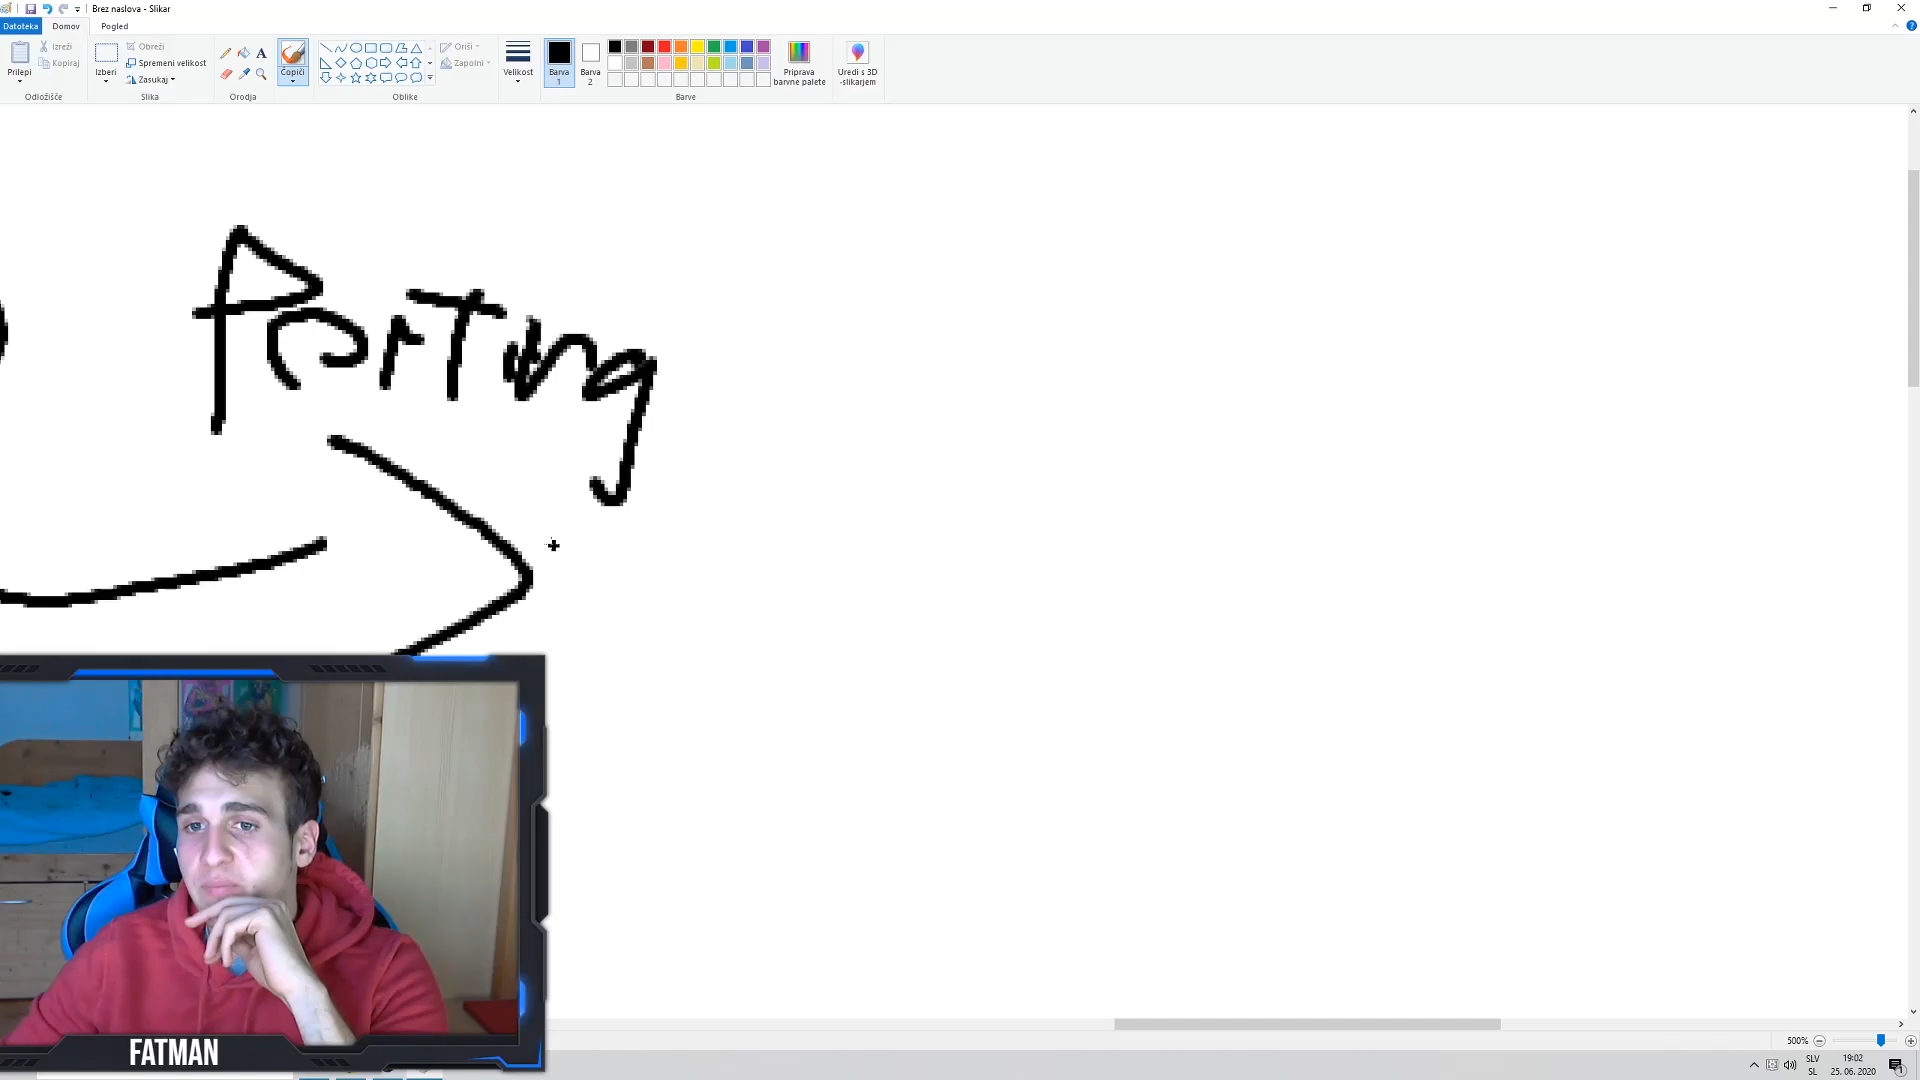 Brez naslova - Slikar
Datoteka Domov Pogled
Prilepi
Izreži
Kopiraj
Odložišče
Izberi
Obreži
Spremeni velikost
Zasukaj
Slika
Orodja
Čopiči
Oblike
Oriši
Zapolni
Velikost
Barva 1
Barva 2
Barve
Priprava barvne palete
Uredi s 3D -slikarjem
Porting
FATMAN
500%
SLV
SL
19:02
25. 06. 2020